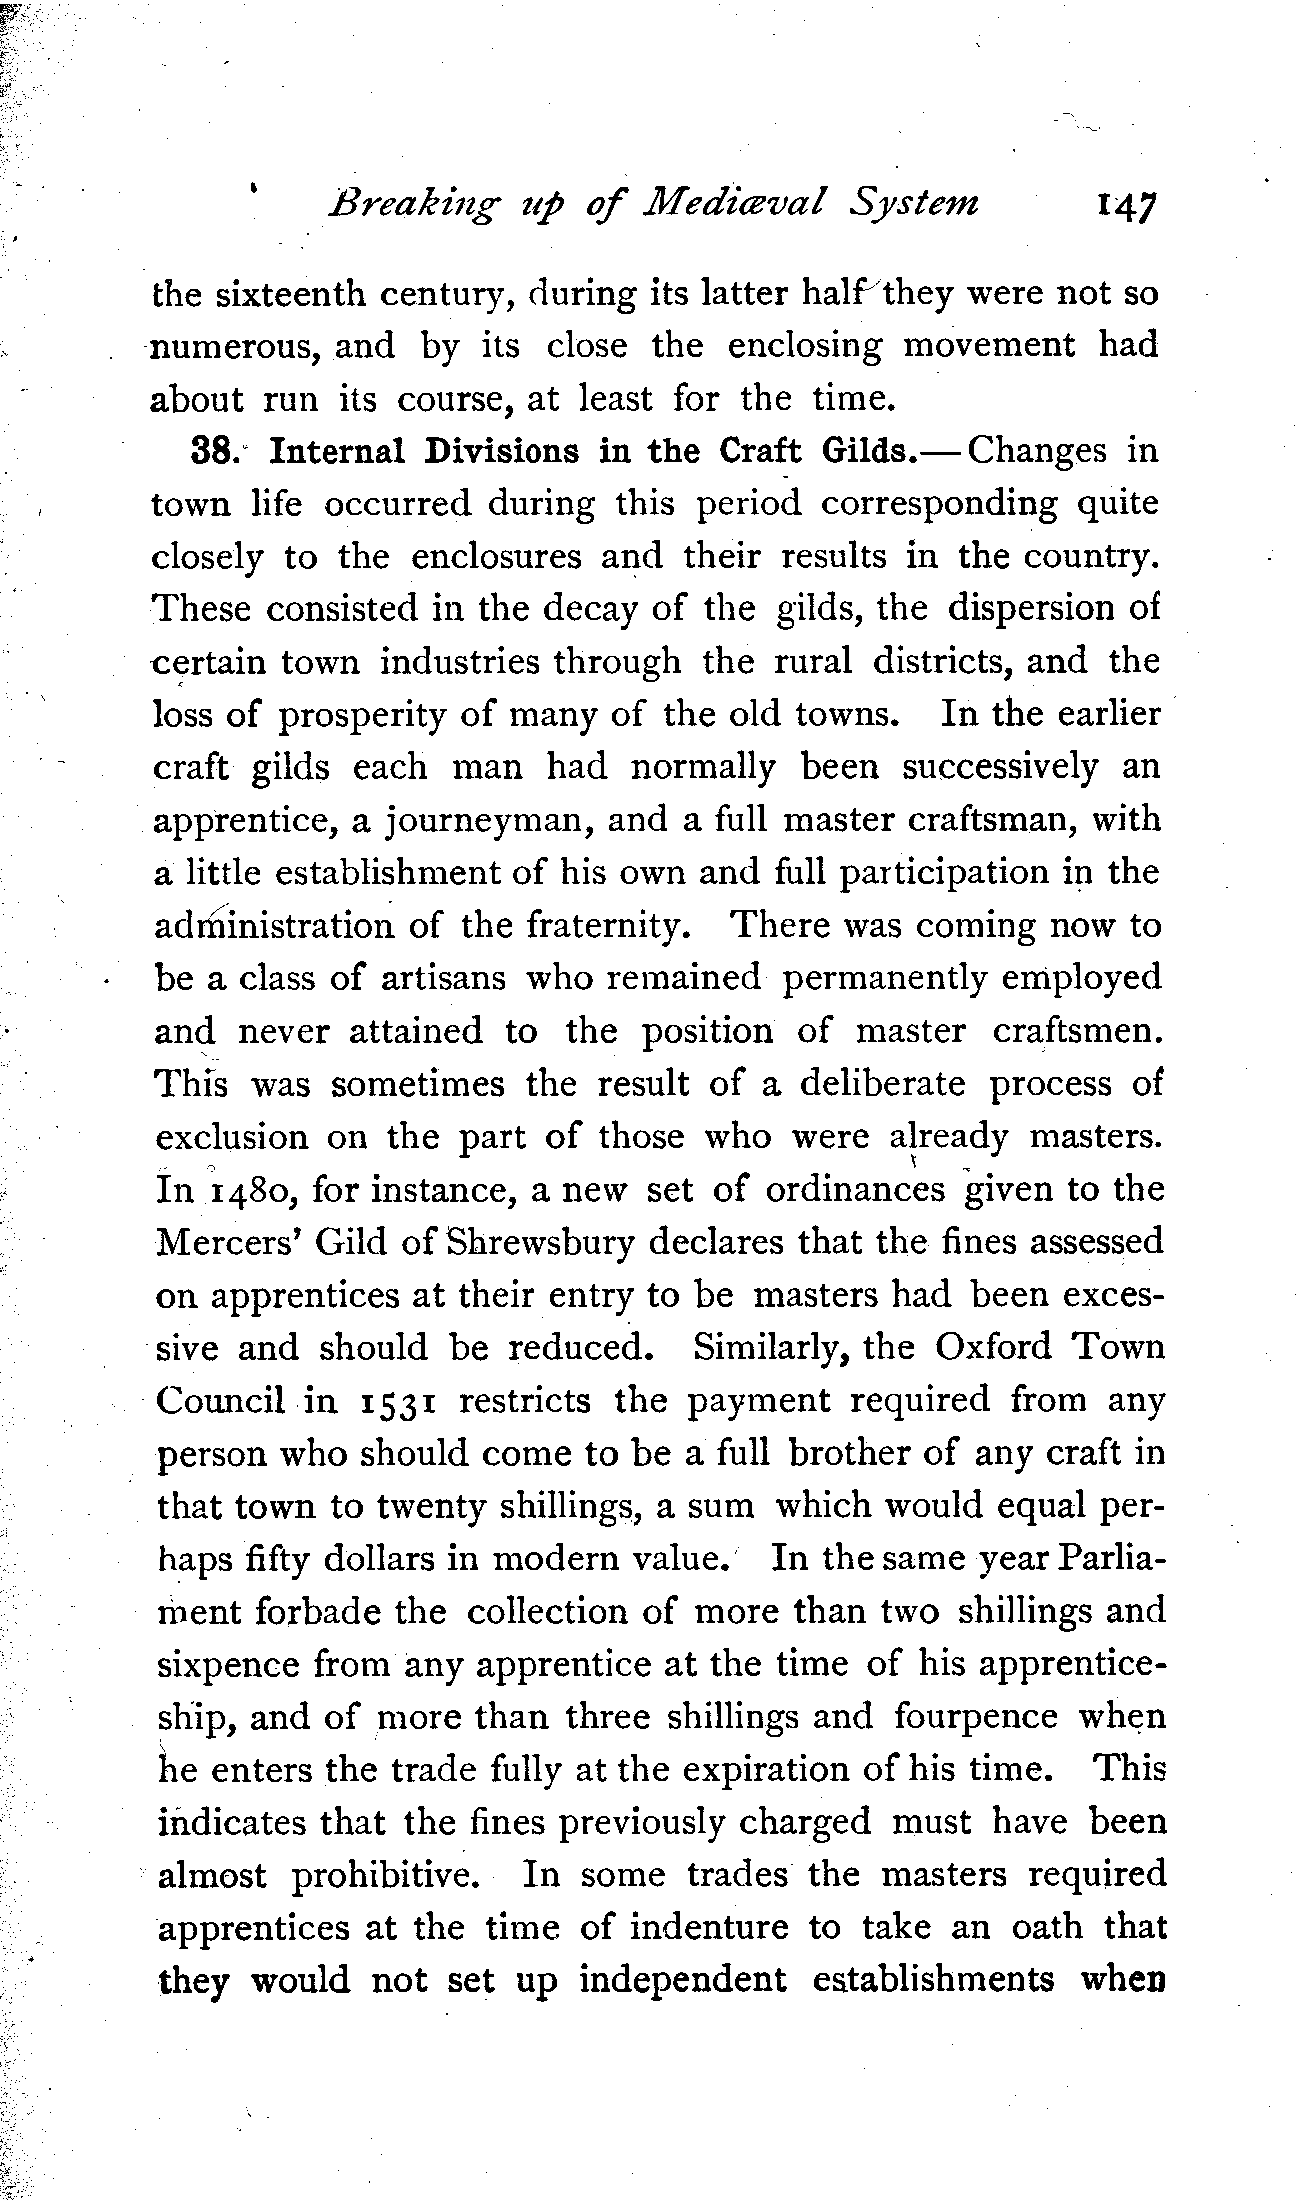 Breaking up of Mediæval System 147
the sixteenth century, during its latter half they were not so
numerous, and by its close the enclosing movement had
about run its course, at least for the time.
38. Internal Divisions in the Craft Gilds.—Changes in
town life occurred during this period corresponding quite
closely to the enclosures and their results in the country.
These consisted in the decay of the gilds, the dispersion of
certain town industries through the rural districts, and the
loss of prosperity of many of the old towns. In the earlier
craft gilds each man had normally been successively an
apprentice, a journeyman, and a full master craftsman, with
a little establishment of his own and full participation in the
administration of the fraternity. There was coming now to
be a class of artisans who remained permanently employed
and never attained to the position of master craftsmen.
This was sometimes the result of a deliberate process of
exclusion on the part of those who were already masters.
In 1480, for instance, a new set of ordinances given to the
Mercers' Gild of Shrewsbury declares that the fines assessed
on apprentices at their entry to be masters had been exces-
sive and should be reduced. Similarly, the Oxford Town
Council in 1531 restricts the payment required from any
person who should come to be a full brother of any craft in
that town to twenty shillings, a sum which would equal per-
haps fifty dollars in modern value. In the same year Parlia-
ment forbade the collection of more than two shillings and
sixpence from any apprentice at the time of his apprentice-
ship, and of more than three shillings and fourpence when
he enters the trade fully at the expiration of his time. This
indicates that the fines previously charged must have been
almost prohibitive. In some trades the masters required
apprentices at the time of indenture to take an oath that
they would not set up independent establishments when